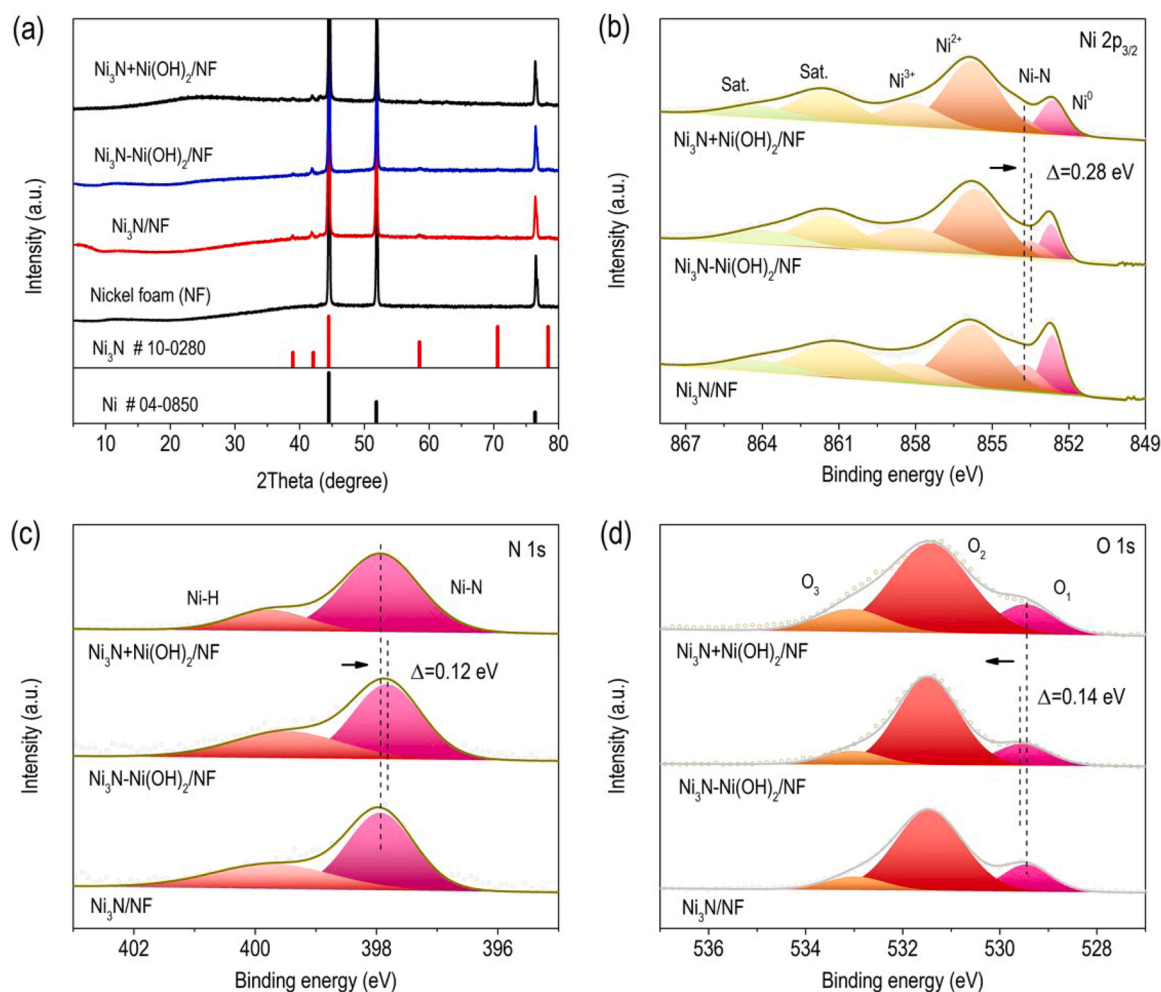 (a)
Ni₃N+Ni(OH)₂/NF
Ni₃N-Ni(OH)₂/NF
Ni₃N/NF
Nickel foam (NF)
Ni₃N # 10-0280
Ni # 04-0850
Intensity (a.u.)
10 20 30 40 50 60 70 80
2Theta (degree)
(b)
Ni 2p₃/₂
Sat.
Sat.
Ni³⁺
Ni²⁺
Ni-N
Ni⁰
Ni₃N+Ni(OH)₂/NF
Δ=0.28 eV
Ni₃N-Ni(OH)₂/NF
Ni₃N/NF
Intensity (a.u.)
867 864 861 858 855 852 849
Binding energy (eV)
(c)
N 1s
Ni-H
Ni-N
Ni₃N+Ni(OH)₂/NF
Δ=0.12 eV
Ni₃N-Ni(OH)₂/NF
Ni₃N/NF
Intensity (a.u.)
402 400 398 396
Binding energy (eV)
(d)
O 1s
O₃
O₂
O₁
Ni₃N+Ni(OH)₂/NF
Δ=0.14 eV
Ni₃N-Ni(OH)₂/NF
Ni₃N/NF
Intensity (a.u.)
536 534 532 530 528
Binding energy (eV)